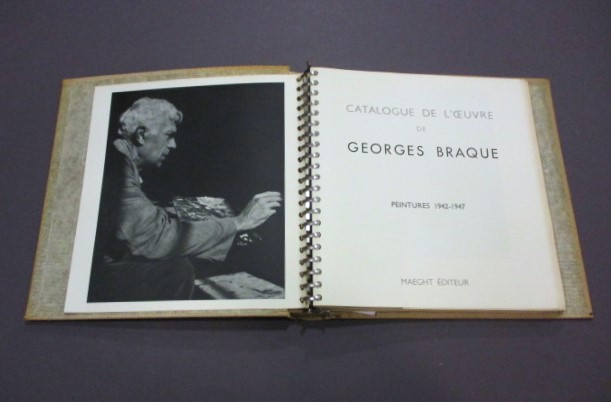 CATALOGUE DE L'ŒUVRE
DE
GEORGES BRAQUE
PEINTURES 1942-1947
MAEGHT ÉDITEUR